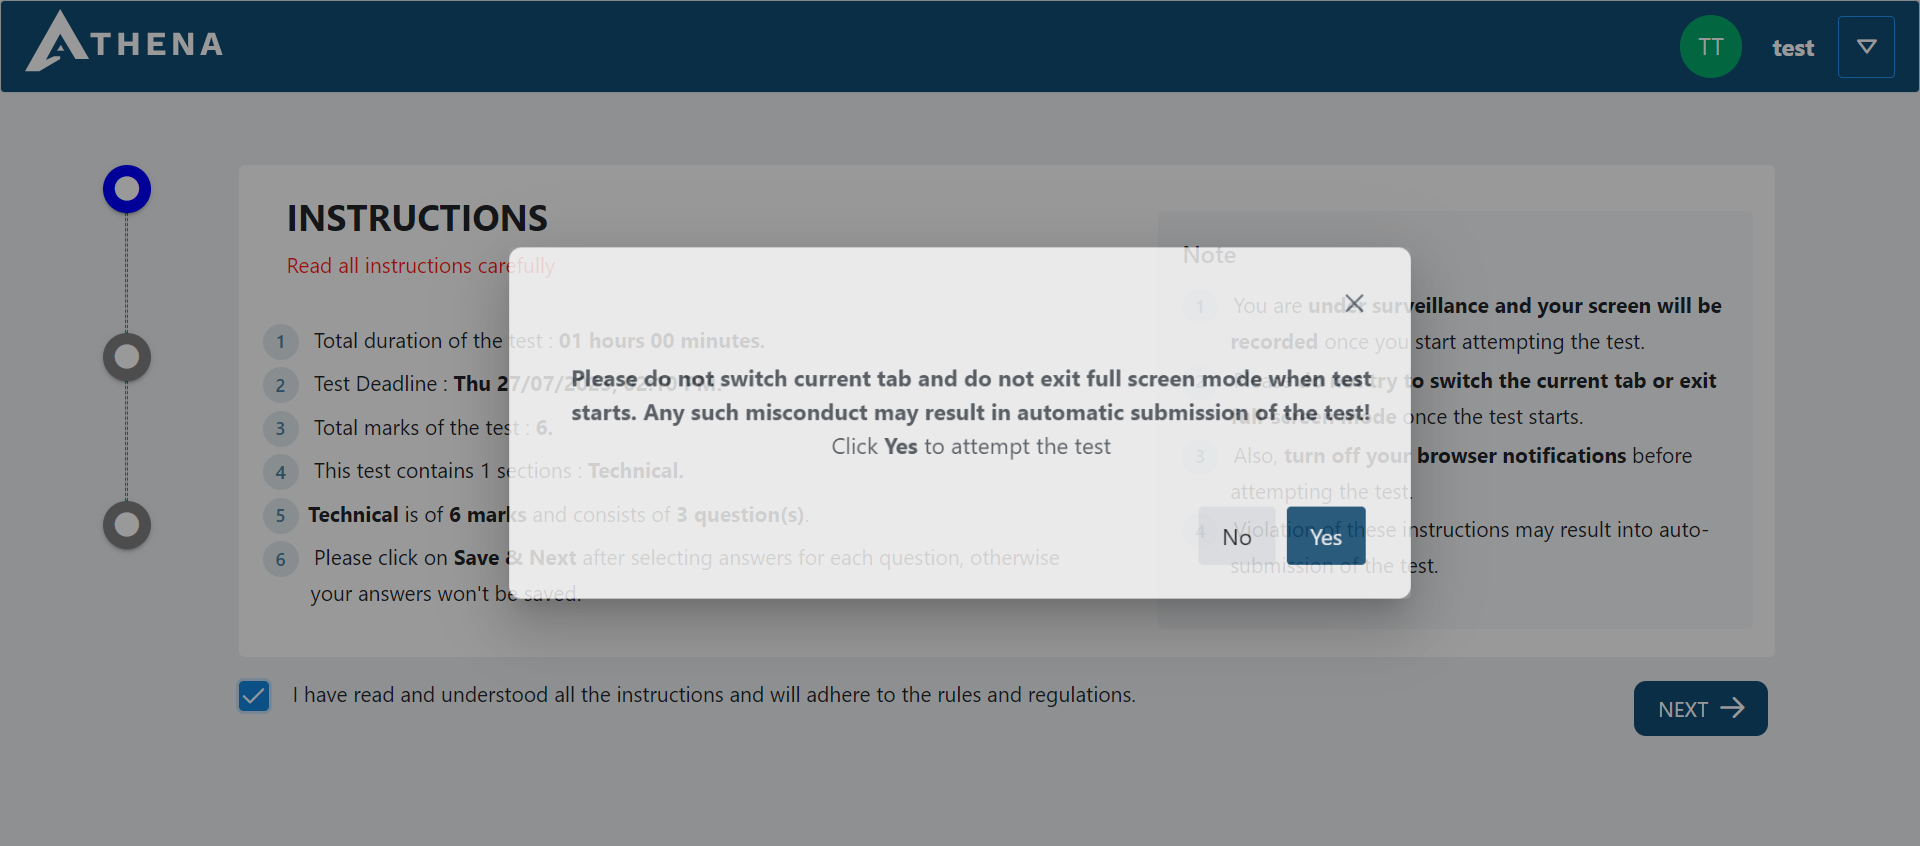 ATHENA
TT
test
INSTRUCTIONS
Read all instructions carefully
1 Total duration of the test : 01 hours 00 minutes.
2 Test Deadline : Thu 27/07/2023, 02:10 PM.
3 Total marks of the test : 6.
4 This test contains 1 sections : Technical.
5 Technical is of 6 marks and consists of 3 question(s).
6 Please click on Save & Next after selecting answers for each question, otherwise
your answers won't be saved.
Note
1 You are under surveillance and your screen will be
recorded once you start attempting the test.
2 Please do not try to switch the current tab or exit
full screen mode once the test starts.
3 Also, turn off your browser notifications before
attempting the test.
4 Violation of these instructions may result into auto-
submission of the test.
Please do not switch current tab and do not exit full screen mode when test
starts. Any such misconduct may result in automatic submission of the test!
Click Yes to attempt the test
No
Yes
I have read and understood all the instructions and will adhere to the rules and regulations.
NEXT